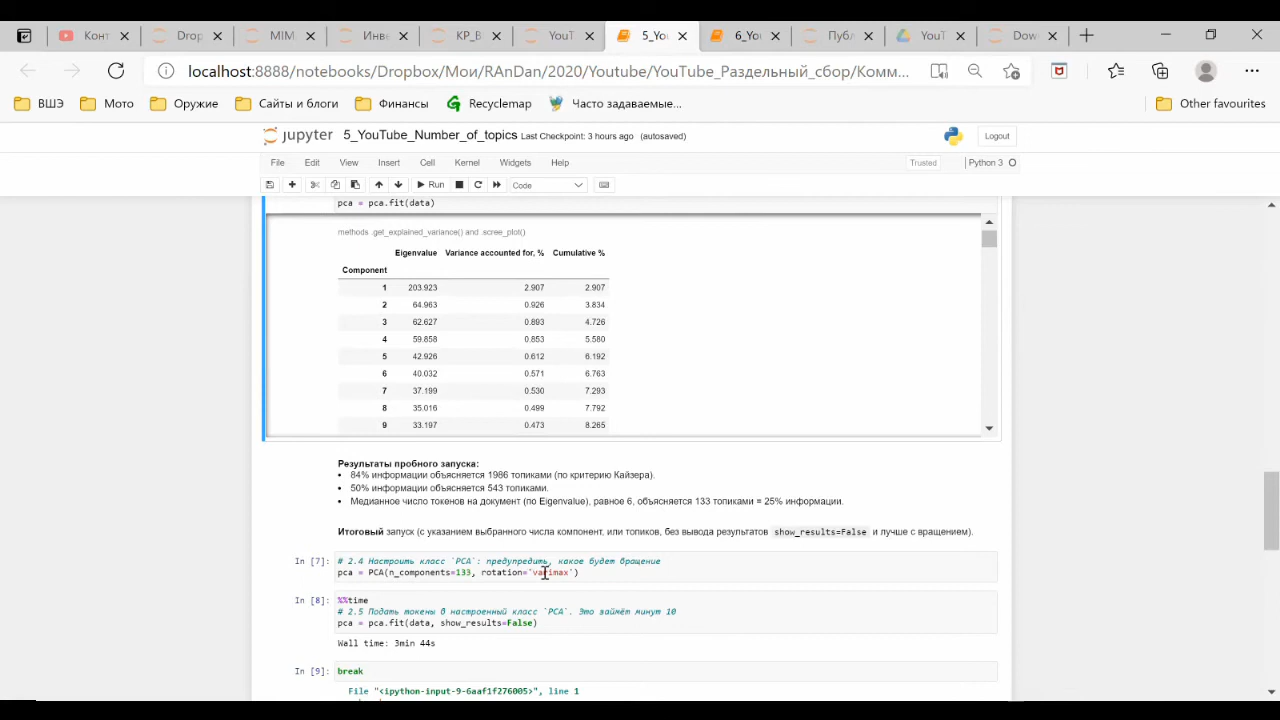 Конт
Drop
MIM
Инве
KP_B
YouT
5_You
6_You
Публ
YouT
Dow
localhost:8888/notebooks/Dropbox/Мои/RAnDan/2020/Youtube/YouTube_Раздельный_сбор/Комм...
ВШЭ
Мото
Оружие
Сайты и блоги
Финансы
Recyclemap
Часто задаваемые...
Other favourites
jupyter 5_YouTube_Number_of_topics Last Checkpoint: 3 hours ago (autosaved)
Logout
File Edit View Insert Cell Kernel Widgets Help
Trusted
Python 3
Run
Code
pca = pca.fit(data)
methods .get_explained_variance() and .scree_plot()
Eigenvalue Variance accounted for, % Cumulative %
Component
1 203.923 2.907 2.907
2 64.963 0.926 3.834
3 62.627 0.893 4.726
4 59.858 0.853 5.580
5 42.926 0.612 6.192
6 40.032 0.571 6.763
7 37.199 0.530 7.293
8 35.016 0.499 7.792
9 33.197 0.473 8.265
Результаты пробного запуска:
• 84% информации объясняется 1986 топиками (по критерию Кайзера).
• 50% информации объясняется 543 топиками.
• Медианное число токенов на документ (по Eigenvalue), равное 6, объясняется 133 топиками = 25% информации.
Итоговый запуск (с указанием выбранного числа компонент, или топиков, без вывода результатов show_results=False и лучше с вращением).
In [7]: # 2.4 Настроить класс `PCA`: предупредить, какое будет вращение
pca = PCA(n_components=133, rotation='varimax')
In [8]: %%time
# 2.5 Подать токены в настроенный класс `PCA`. Это займёт минут 10
pca = pca.fit(data, show_results=False)
Wall time: 3min 44s
In [9]: break
File "<ipython-input-9-6aaf1f276005>", line 1